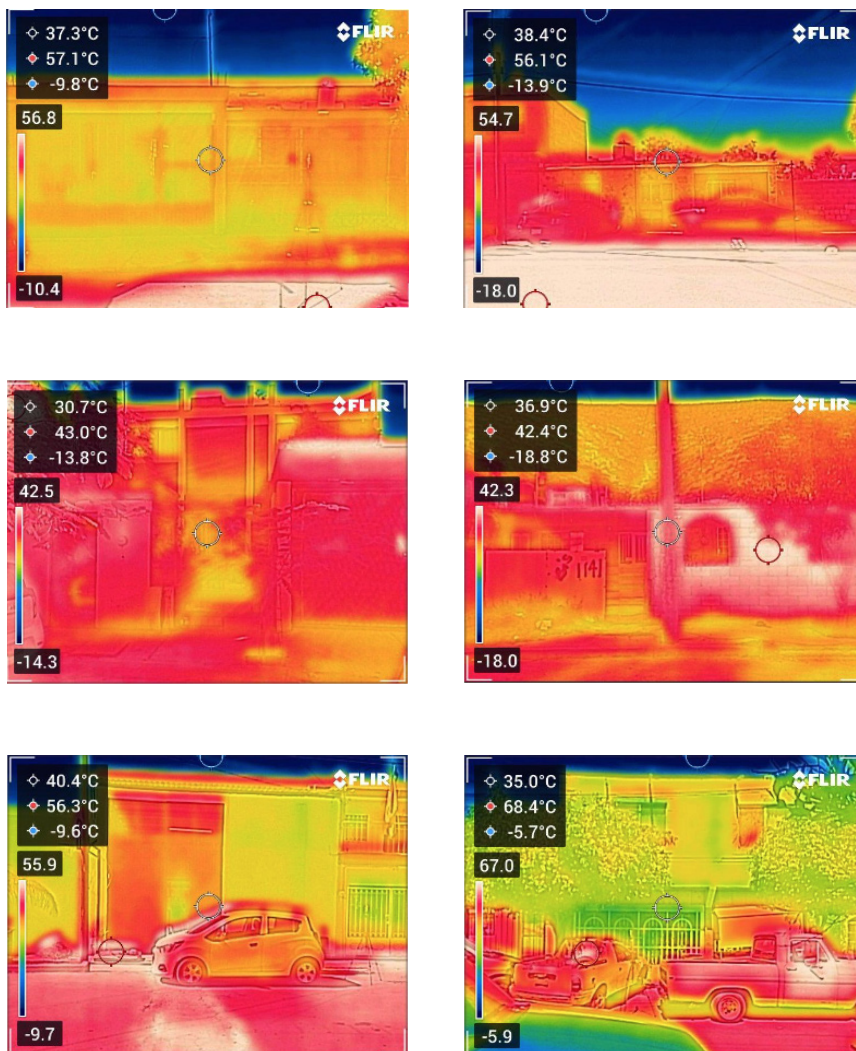 37.3°C
FLIR
57.1°C
-9.8°C
56.8
-10.4
38.4°C
FLIR
56.1°C
-13.9°C
54.7
-18.0
30.7°C
FLIR
43.0°C
-13.8°C
42.5
-14.3
36.9°C
FLIR
42.4°C
-18.8°C
42.3
141
-18.0
40.4°C
FLIR
56.3°C
-9.6°C
55.9
-9.7
35.0°C
FLIR
68.4°C
-5.7°C
67.0
-5.9